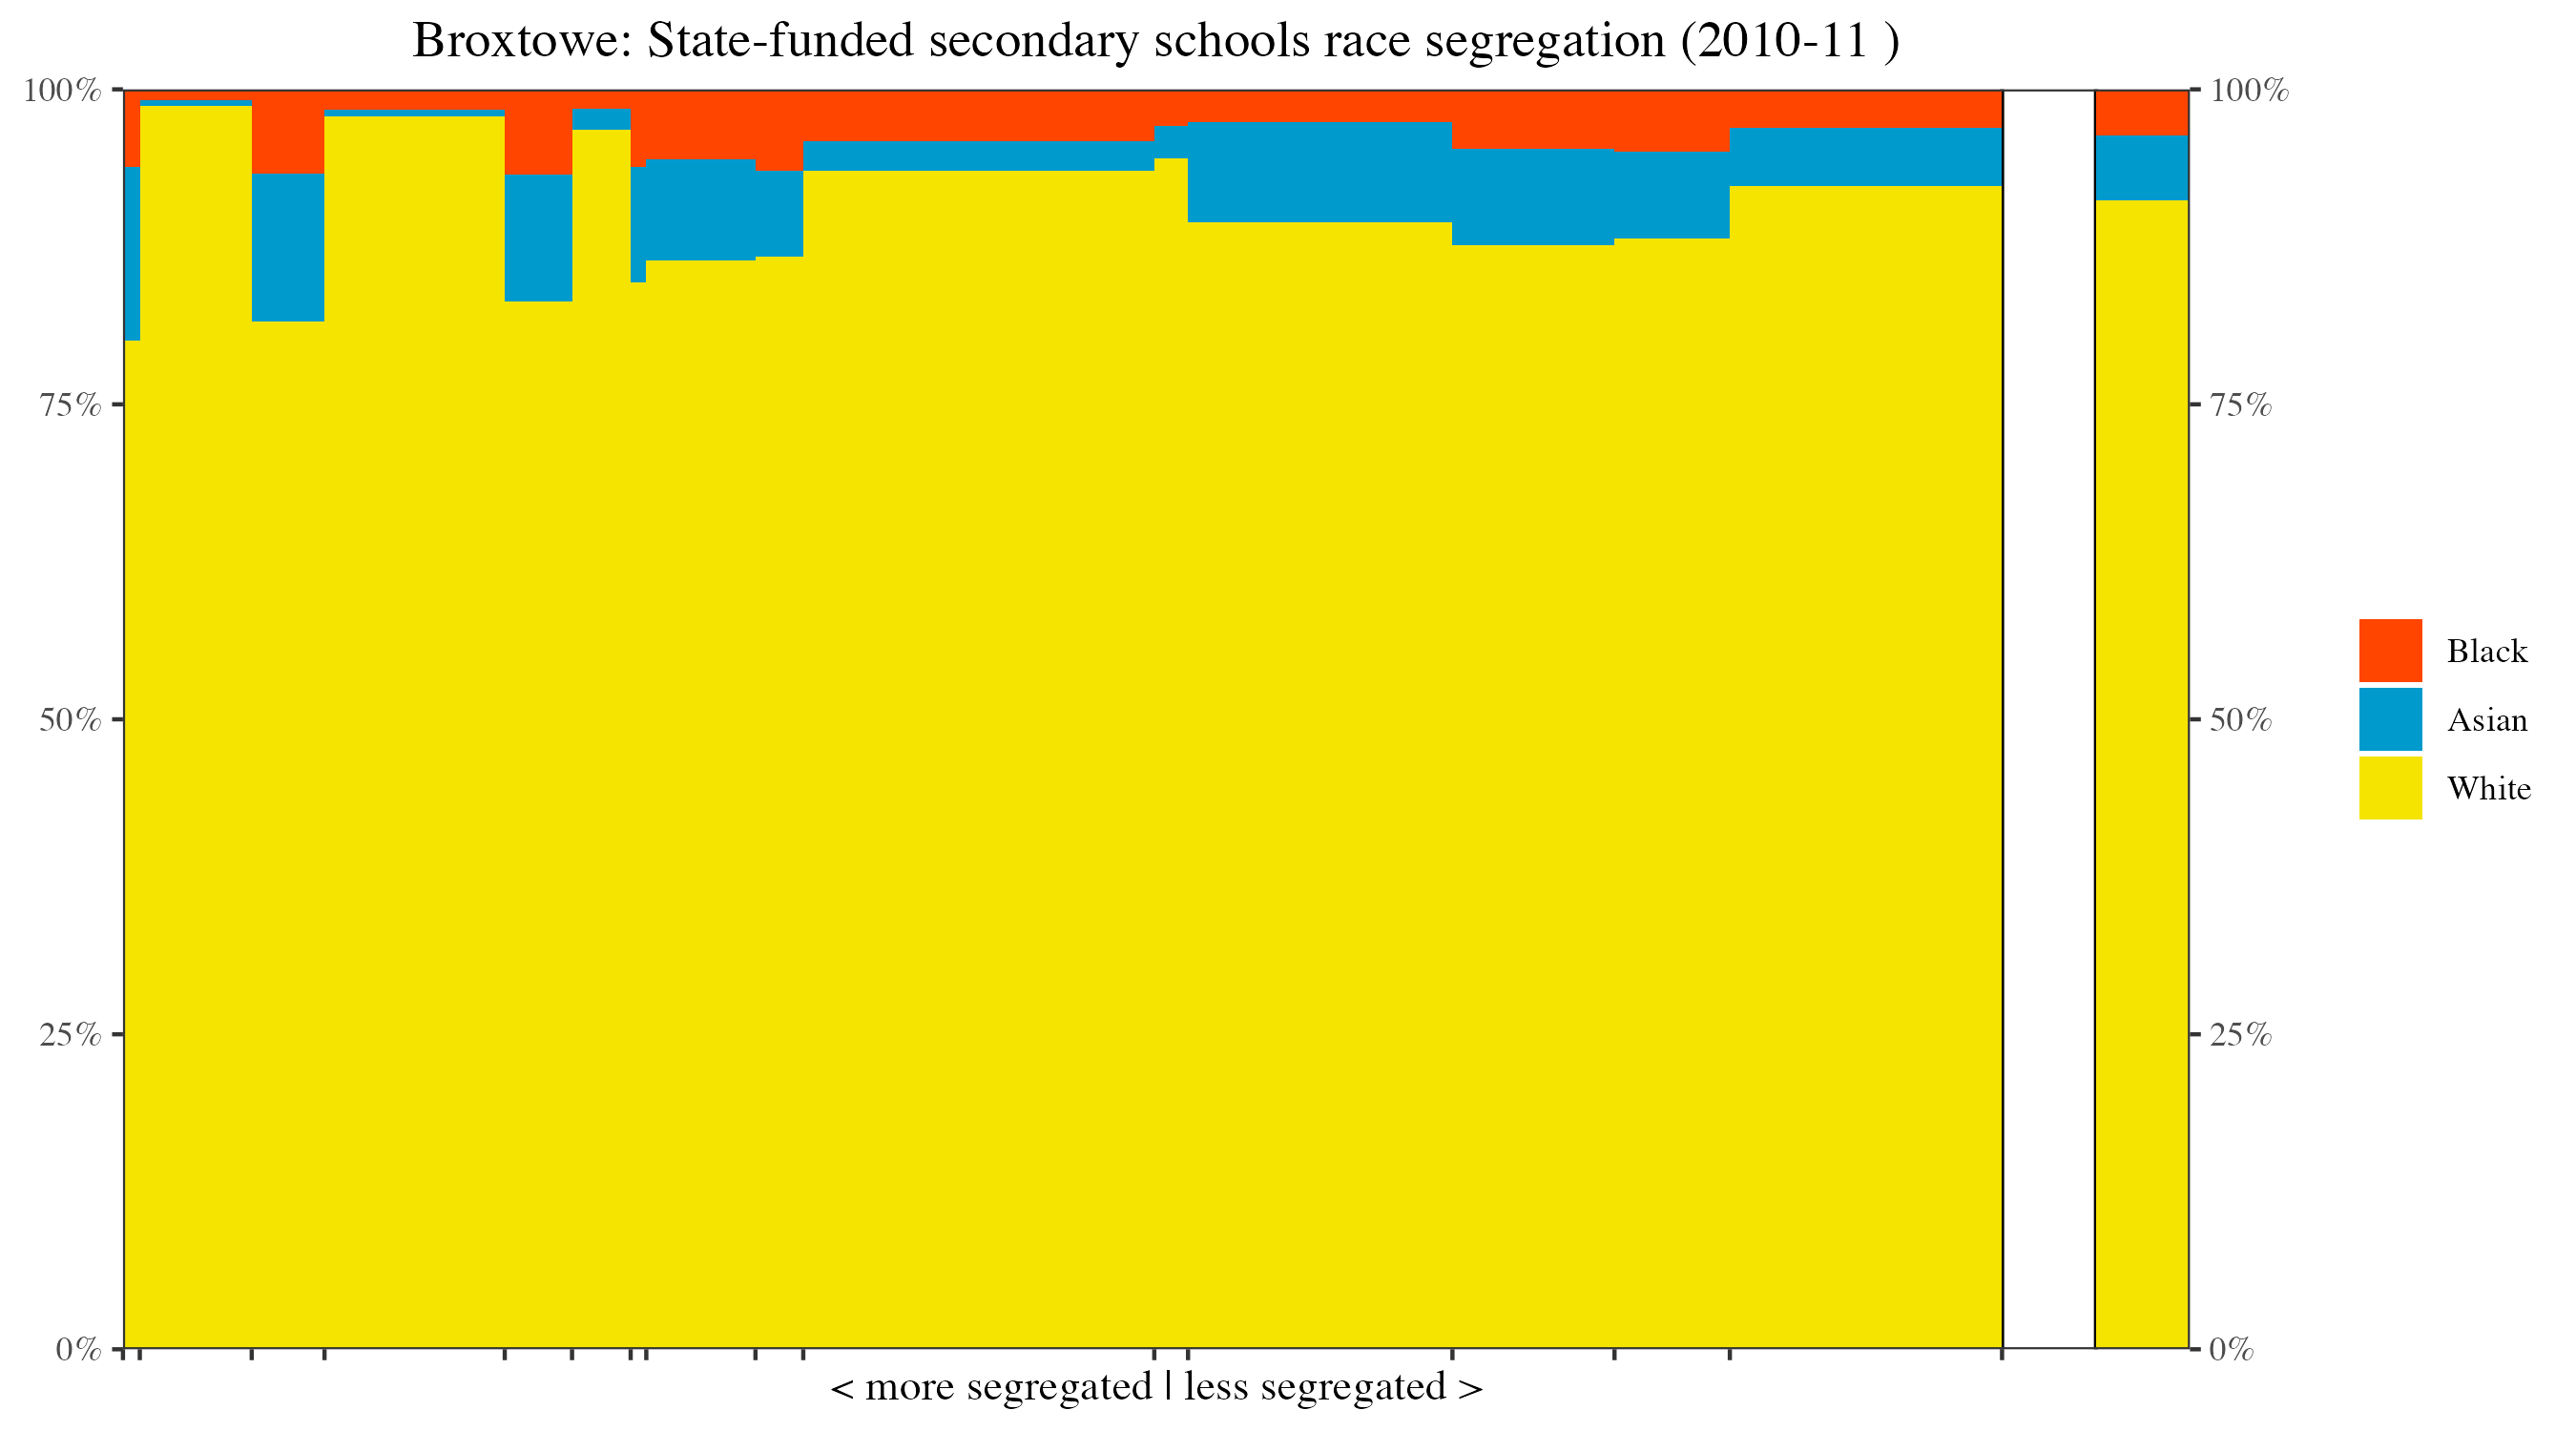 Broxtowe: State-funded secondary schools race segregation (2010-11 )
100%
75%
50%
25%
0%
100%
75%
50%
25%
0%
Black
Asian
White
< more segregated | less segregated >